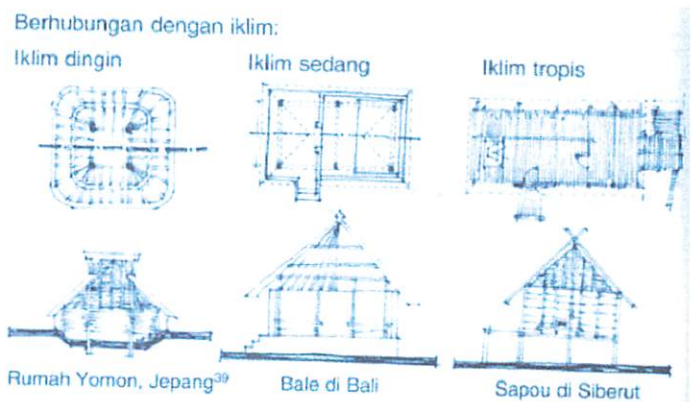 Berhubungan dengan iklim:
Iklim dingin
Iklim sedang
Iklim tropis
Rumah Yomon, Jepang³⁹
Bale di Bali
Sapou di Siberut